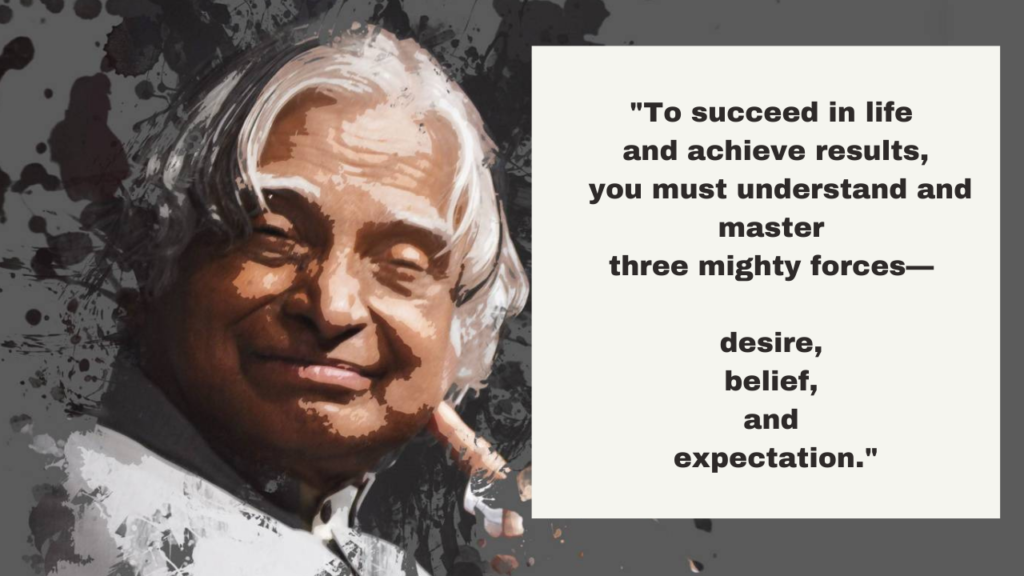 "To succeed in life
and achieve results,
you must understand and
master
three mighty forces—
desire,
belief,
and
expectation."